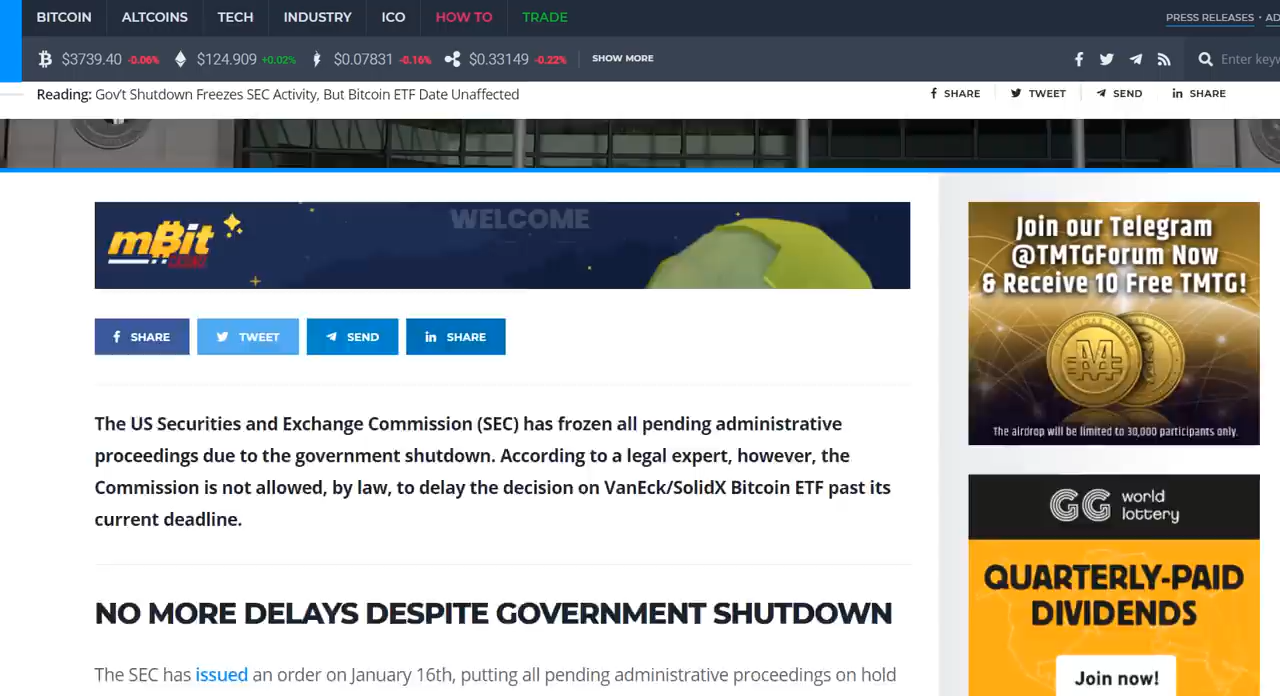 BITCOIN ALTCOINS TECH INDUSTRY ICO HOW TO TRADE PRESS RELEASES
$3739.40 -0.06% $124.909 +0.02% $0.07831 -0.16% $0.33149 -0.22% SHOW MORE Enter keyw
Reading: Gov't Shutdown Freezes SEC Activity, But Bitcoin ETF Date Unaffected SHARE TWEET SEND SHARE
mBit
WELCOME
SHARE TWEET SEND SHARE
The US Securities and Exchange Commission (SEC) has frozen all pending administrative
proceedings due to the government shutdown. According to a legal expert, however, the
Commission is not allowed, by law, to delay the decision on VanEck/SolidX Bitcoin ETF past its
current deadline.
NO MORE DELAYS DESPITE GOVERNMENT SHUTDOWN
The SEC has issued an order on January 16th, putting all pending administrative proceedings on hold
Join our Telegram
@TMTGForum Now
& Receive 10 Free TMTG!
The airdrop will be limited to 30,000 participants only.
GG world
lottery
QUARTERLY-PAID
DIVIDENDS
Join now!